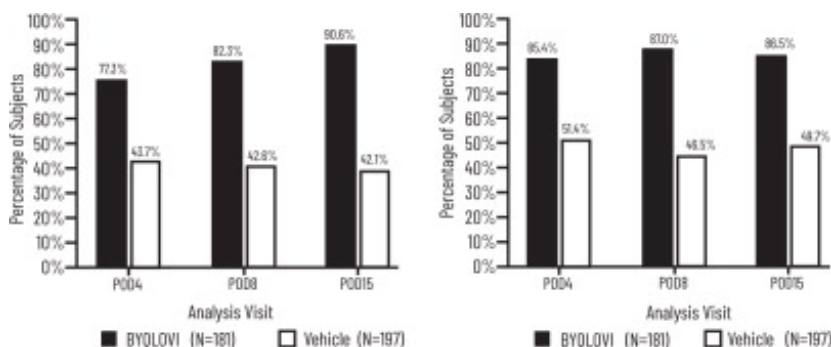 100%
90%
80%
70%
60%
50%
40%
30%
20%
10%
0%
Percentage of Subjects
77.3%
43.7%
82.3%
42.6%
90.6%
42.1%
POD4
POD8
POD15
Analysis Visit
BYQLOVI (N=181)
Vehicle (N=197)
100%
90%
80%
70%
60%
50%
40%
30%
20%
10%
0%
Percentage of Subjects
85.4%
51.4%
87.0%
46.5%
86.5%
48.7%
POD4
POD8
POD15
Analysis Visit
BYQLOVI (N=181)
Vehicle (N=197)